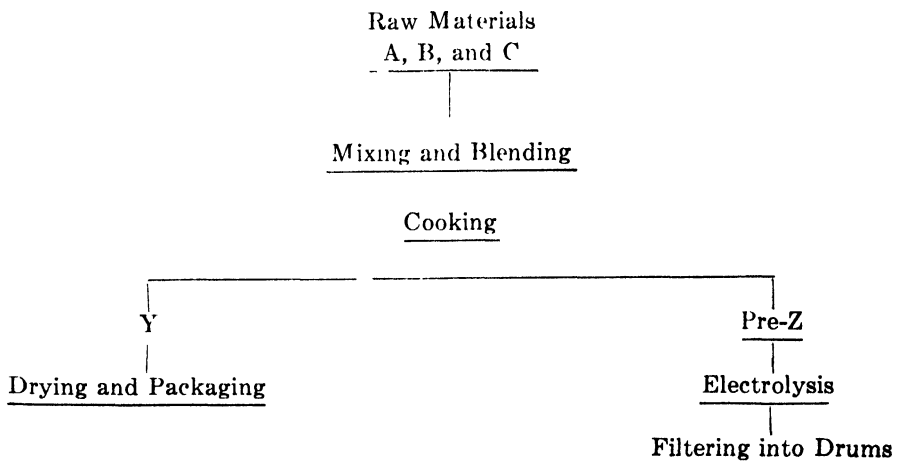 Raw Materials
A, B, and C
Mixing and Blending
Cooking
Y
Pre-Z
Drying and Packaging
Electrolysis
Filtering into Drums